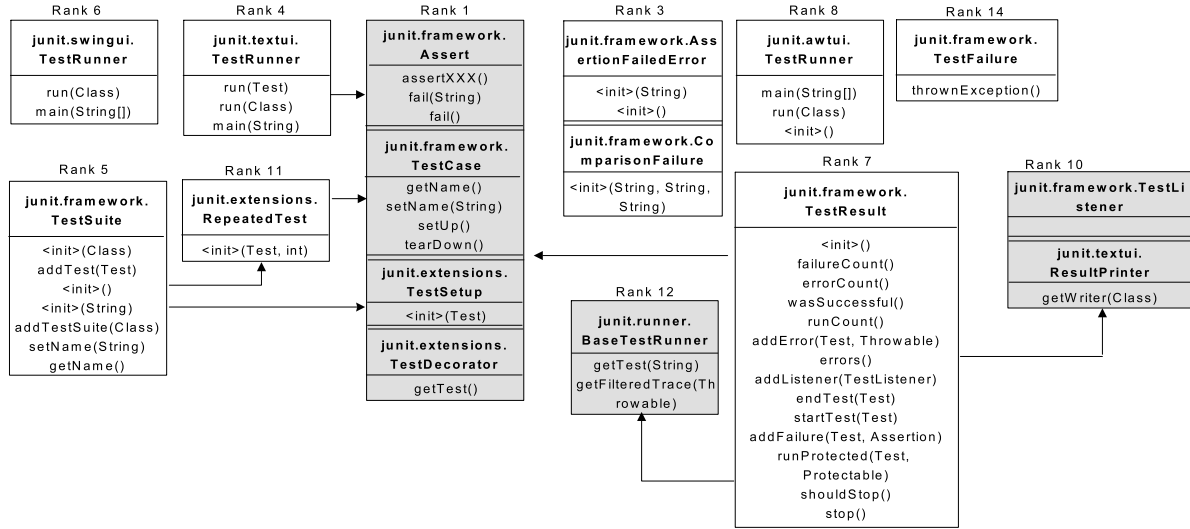 Rank 6
junit.swingui.
TestRunner
run(Class)
main(String[])
Rank 4
junit.textui.
TestRunner
run(Test)
run(Class)
main(String)
Rank 1
junit.framework.
Assert
assertXXX()
fail(String)
fail()
junit.framework.
TestCase
getName()
setName(String)
setUp()
tearDown()
junit.extensions.
TestSetup
<init>(Test)
junit.extensions.
TestDecorator
getTest()
Rank 3
junit.framework.Ass
ertionFailedError
<init>(String)
<init>()
junit.framework.Co
mparisonFailure
<init>(String, String,
String)
Rank 8
junit.awtui.
TestRunner
main(String[])
run(Class)
<init>()
Rank 14
junit.framework.
TestFailure
thrownException()
Rank 5
junit.framework.
TestSuite
<init>(Class)
addTest(Test)
<init>()
<init>(String)
addTestSuite(Class)
setName(String)
getName()
Rank 11
junit.extensions.
RepeatedTest
<init>(Test, int)
Rank 12
junit.runner.
BaseTestRunner
getTest(String)
getFilteredTrace(Th
rowable)
Rank 7
junit.framework.
TestResult
<init>()
failureCount()
errorCount()
wasSuccessful()
runCount()
addError(Test, Throwable)
errors()
addListener(TestListener)
endTest(Test)
startTest(Test)
addFailure(Test, Assertion)
runProtected(Test,
Protectable)
shouldStop()
stop()
Rank 10
junit.framework.TestLi
stener
junit.textui.
ResultPrinter
getWriter(Class)